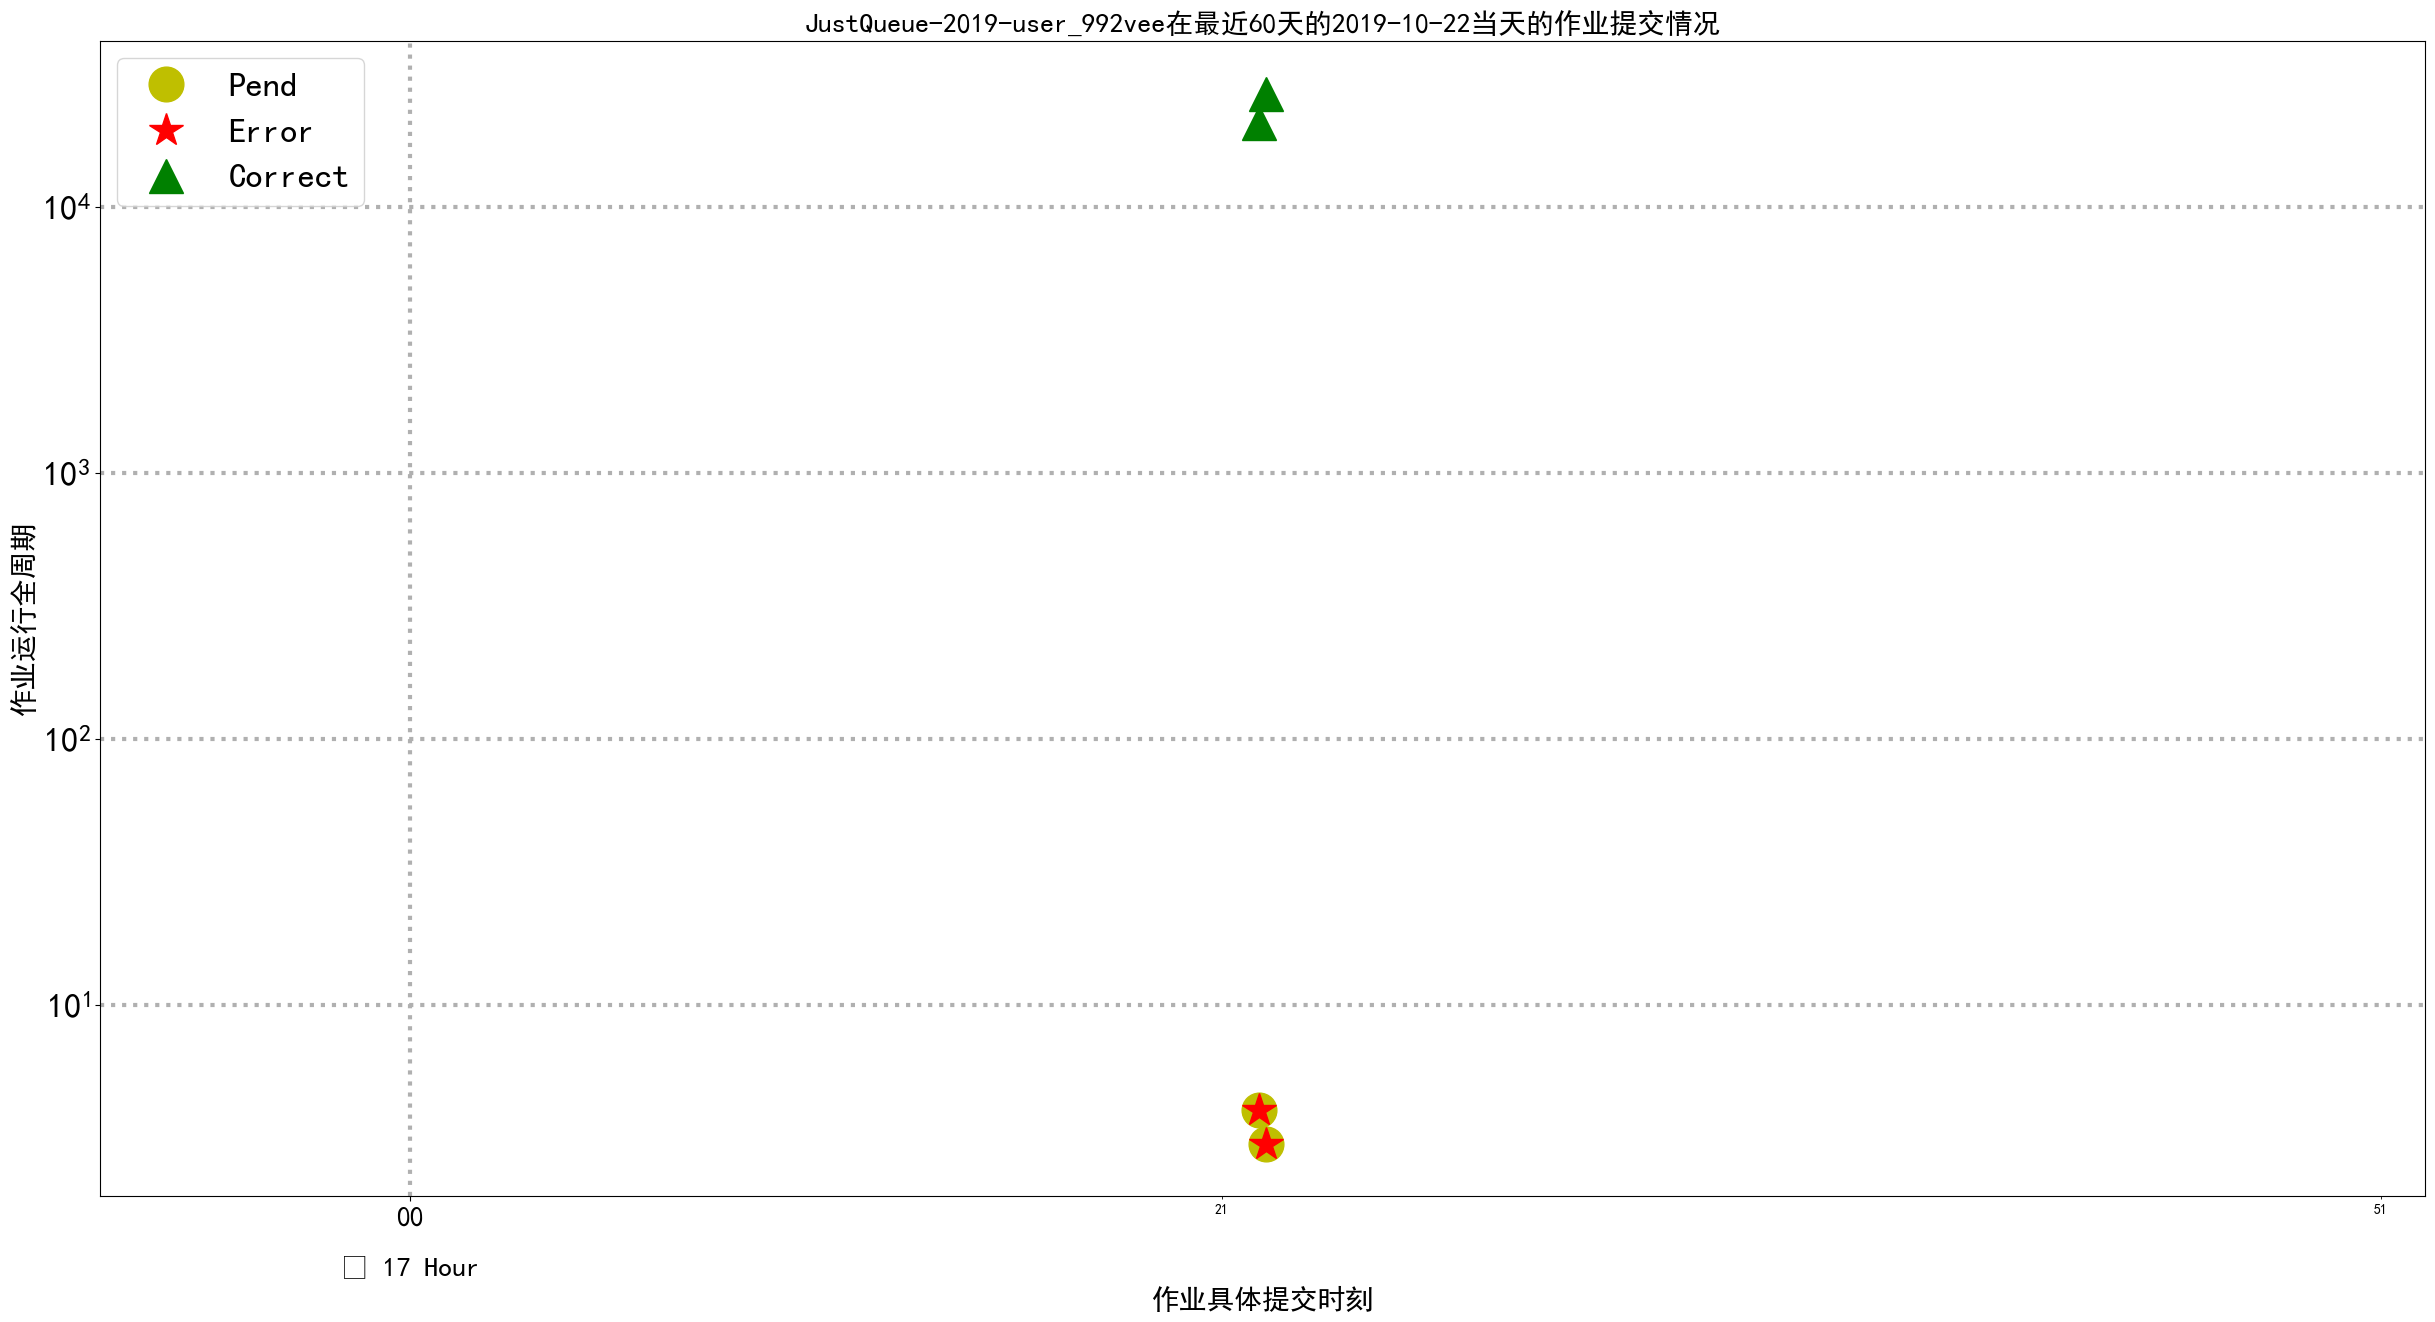 JustQueue-2019-user_992vee在最近60天的2019-10-22当天的作业提交情况
Pend
Error
Correct
10⁴
10³
10²
10¹
作业运行全周期
00
21
51
17 Hour
作业具体提交时刻